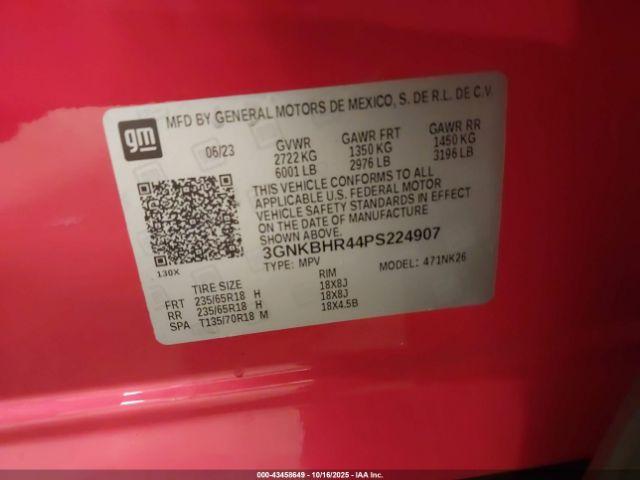 MFD BY GENERAL MOTORS DE MEXICO, S. DE R.L. DE C.V.
gm
06/23 GVWR GAWR FRT GAWR RR
2722 KG 1350 KG 1450 KG
6001 LB 2976 LB 3196 LB
THIS VEHICLE CONFORMS TO ALL
APPLICABLE U.S. FEDERAL MOTOR
VEHICLE SAFETY STANDARDS IN EFFECT
ON THE DATE OF MANUFACTURE
3GNKBHR44PS224907
130X TYPE: MPV MODEL: 471NK26
TIRE SIZE RIM
FRT 235/65R18 H 18X8J
RR 235/65R18 H 18X8J
SPA T135/70R18 M 18X4.5B
000-43458649 - 10/16/2025 - IAA Inc.